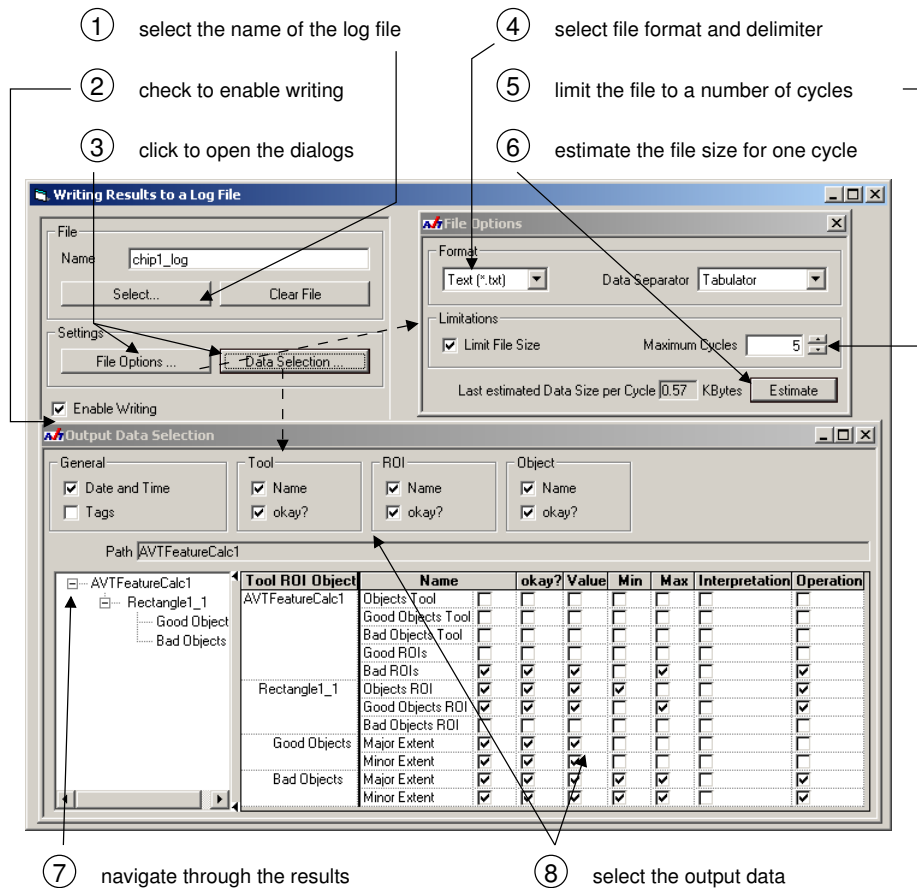 1 select the name of the log file
4 select file format and delimiter
2 check to enable writing
5 limit the file to a number of cycles
3 click to open the dialogs
6 estimate the file size for one cycle
Writing Results to a Log File
File
Name chip1_log
Select... Clear File
Settings
File Options ... Data Selection ...
Enable Writing
File Options
Format
Text (*.txt) Data Separator Tabulator
Limitations
Limit File Size Maximum Cycles 5
Last estimated Data Size per Cycle 0.57 KBytes Estimate
Output Data Selection
General Tool ROI Object
Date and Time Name Name Name
Tags okay? okay? okay?
Path AVTFeatureCalc1
AVTFeatureCalc1
Rectangle1_1
Good Object
Bad Objects
Tool ROI Object Name okay? Value Min Max Interpretation Operation
AVTFeatureCalc1 Objects Tool
Good Objects Tool
Bad Objects Tool
Good ROIs
Bad ROIs
Rectangle1_1 Objects ROI
Good Objects ROI
Bad Objects ROI
Good Objects Major Extent
Minor Extent
Bad Objects Major Extent
Minor Extent
7 navigate through the results
8 select the output data